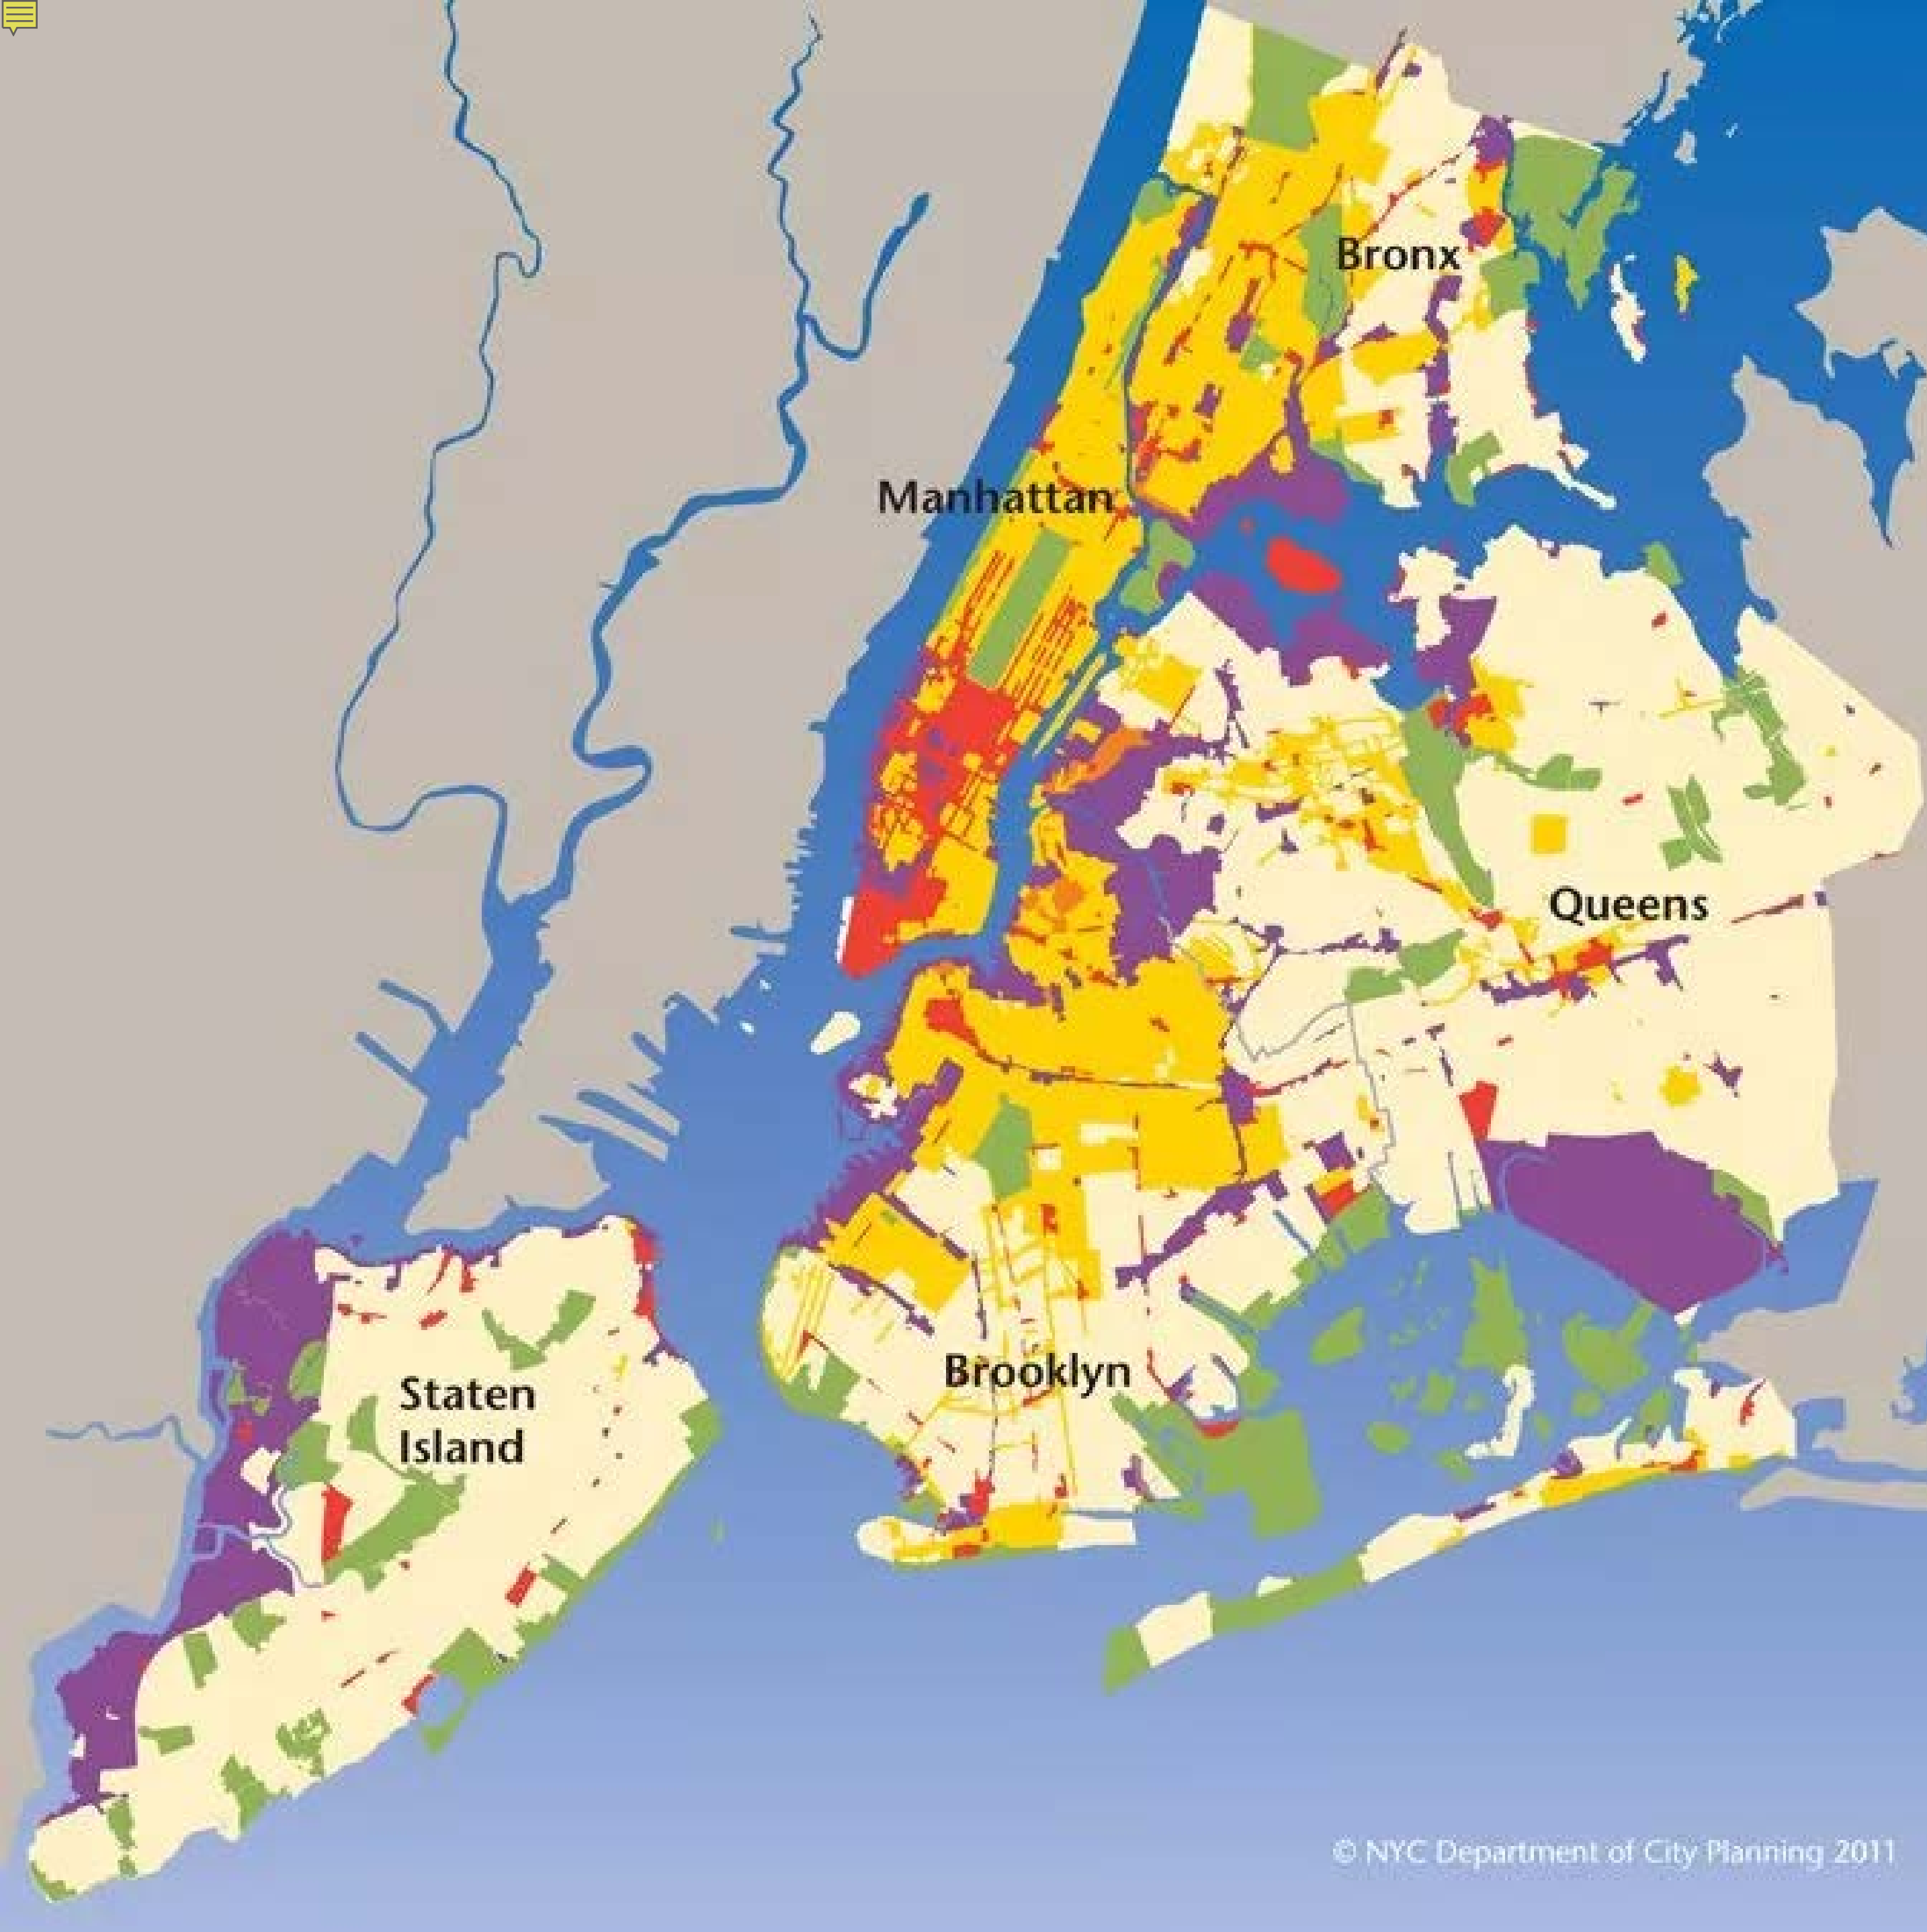 Bronx
Manhattan
Queens
Brooklyn
Staten
Island
© NYC Department of City Planning 2011